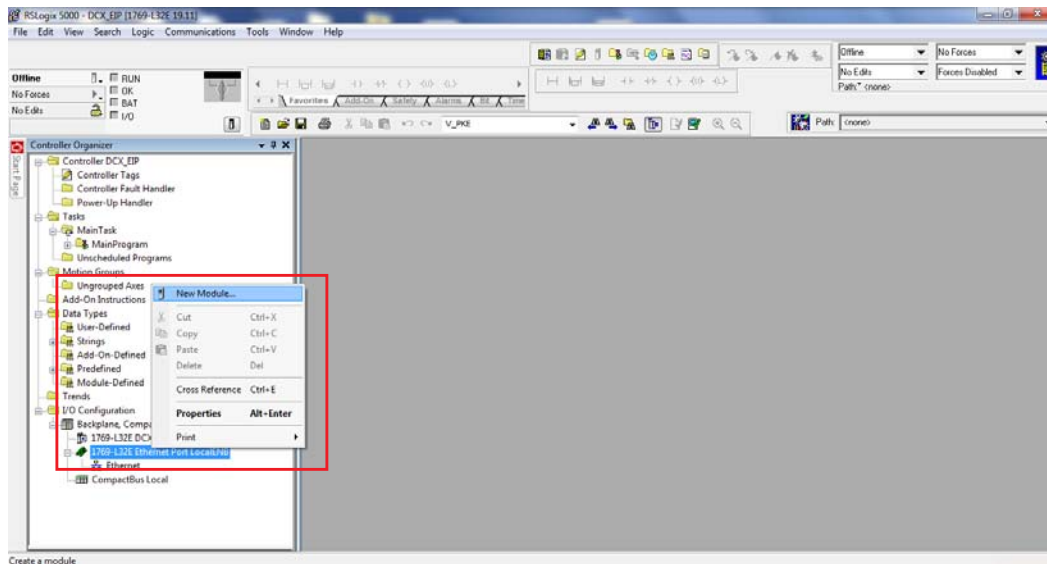 RSLogix 5000 - DCX_EIP [1769-L32E 19.11]
File Edit View Search Logic Communications Tools Window Help
Offline
No Forces
No Edits
RUN
OK
BAT
I/O
Favorites Add-On Safety Alarms Bit Time
Offline No Forces
No Edits Forces Disabled
Path: <none>
V_PKE
Path: <none>
Start Page
Controller Organizer
Controller DCX_EIP
Controller Tags
Controller Fault Handler
Power-Up Handler
Tasks
MainTask
MainProgram
Unscheduled Programs
Motion Groups
Ungrouped Axes
Add-On Instructions
Data Types
User-Defined
Strings
Add-On-Defined
Predefined
Module-Defined
Trends
I/O Configuration
Backplane, Compa
1769-L32E DCX
1769-L32E Ethernet Port LocalENB
Ethernet
CompactBus Local
New Module...
Cut Ctrl+X
Copy Ctrl+C
Paste Ctrl+V
Delete Del
Cross Reference Ctrl+E
Properties Alt+Enter
Print
Create a module